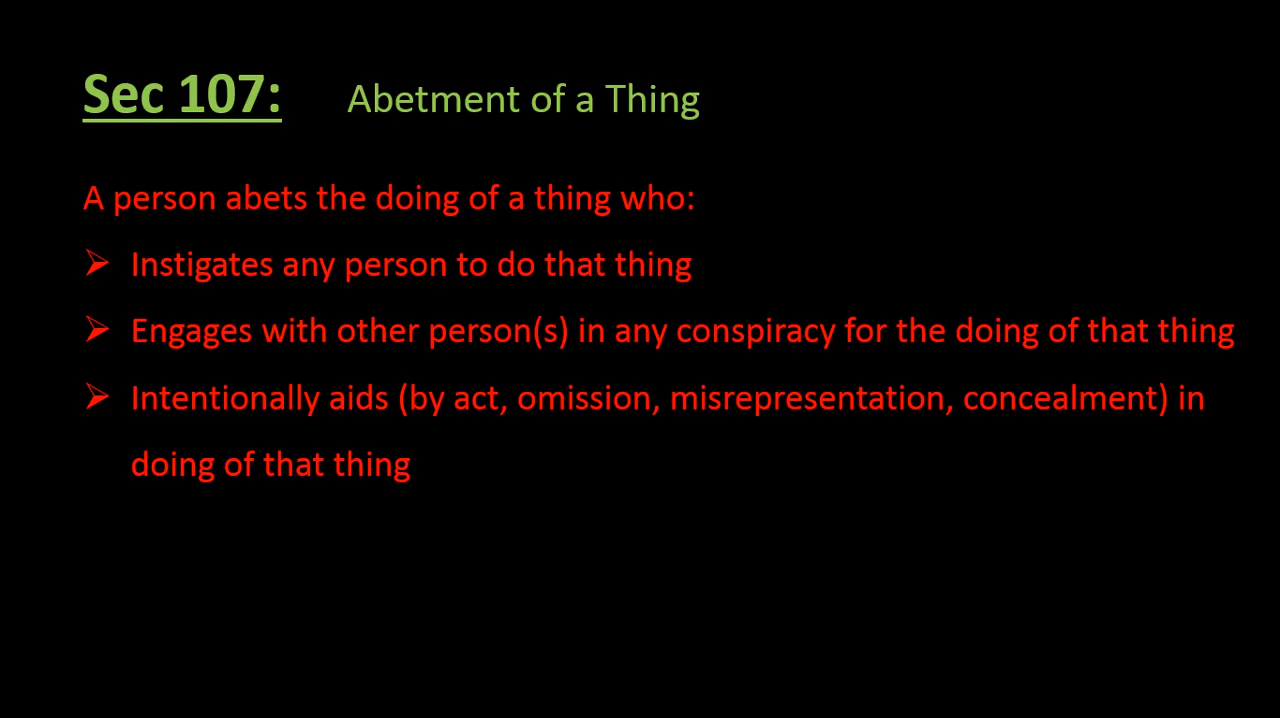 Sec 107: Abetment of a Thing
A person abets the doing of a thing who:
➢ Instigates any person to do that thing
➢ Engages with other person(s) in any conspiracy for the doing of that thing
➢ Intentionally aids (by act, omission, misrepresentation, concealment) in
doing of that thing